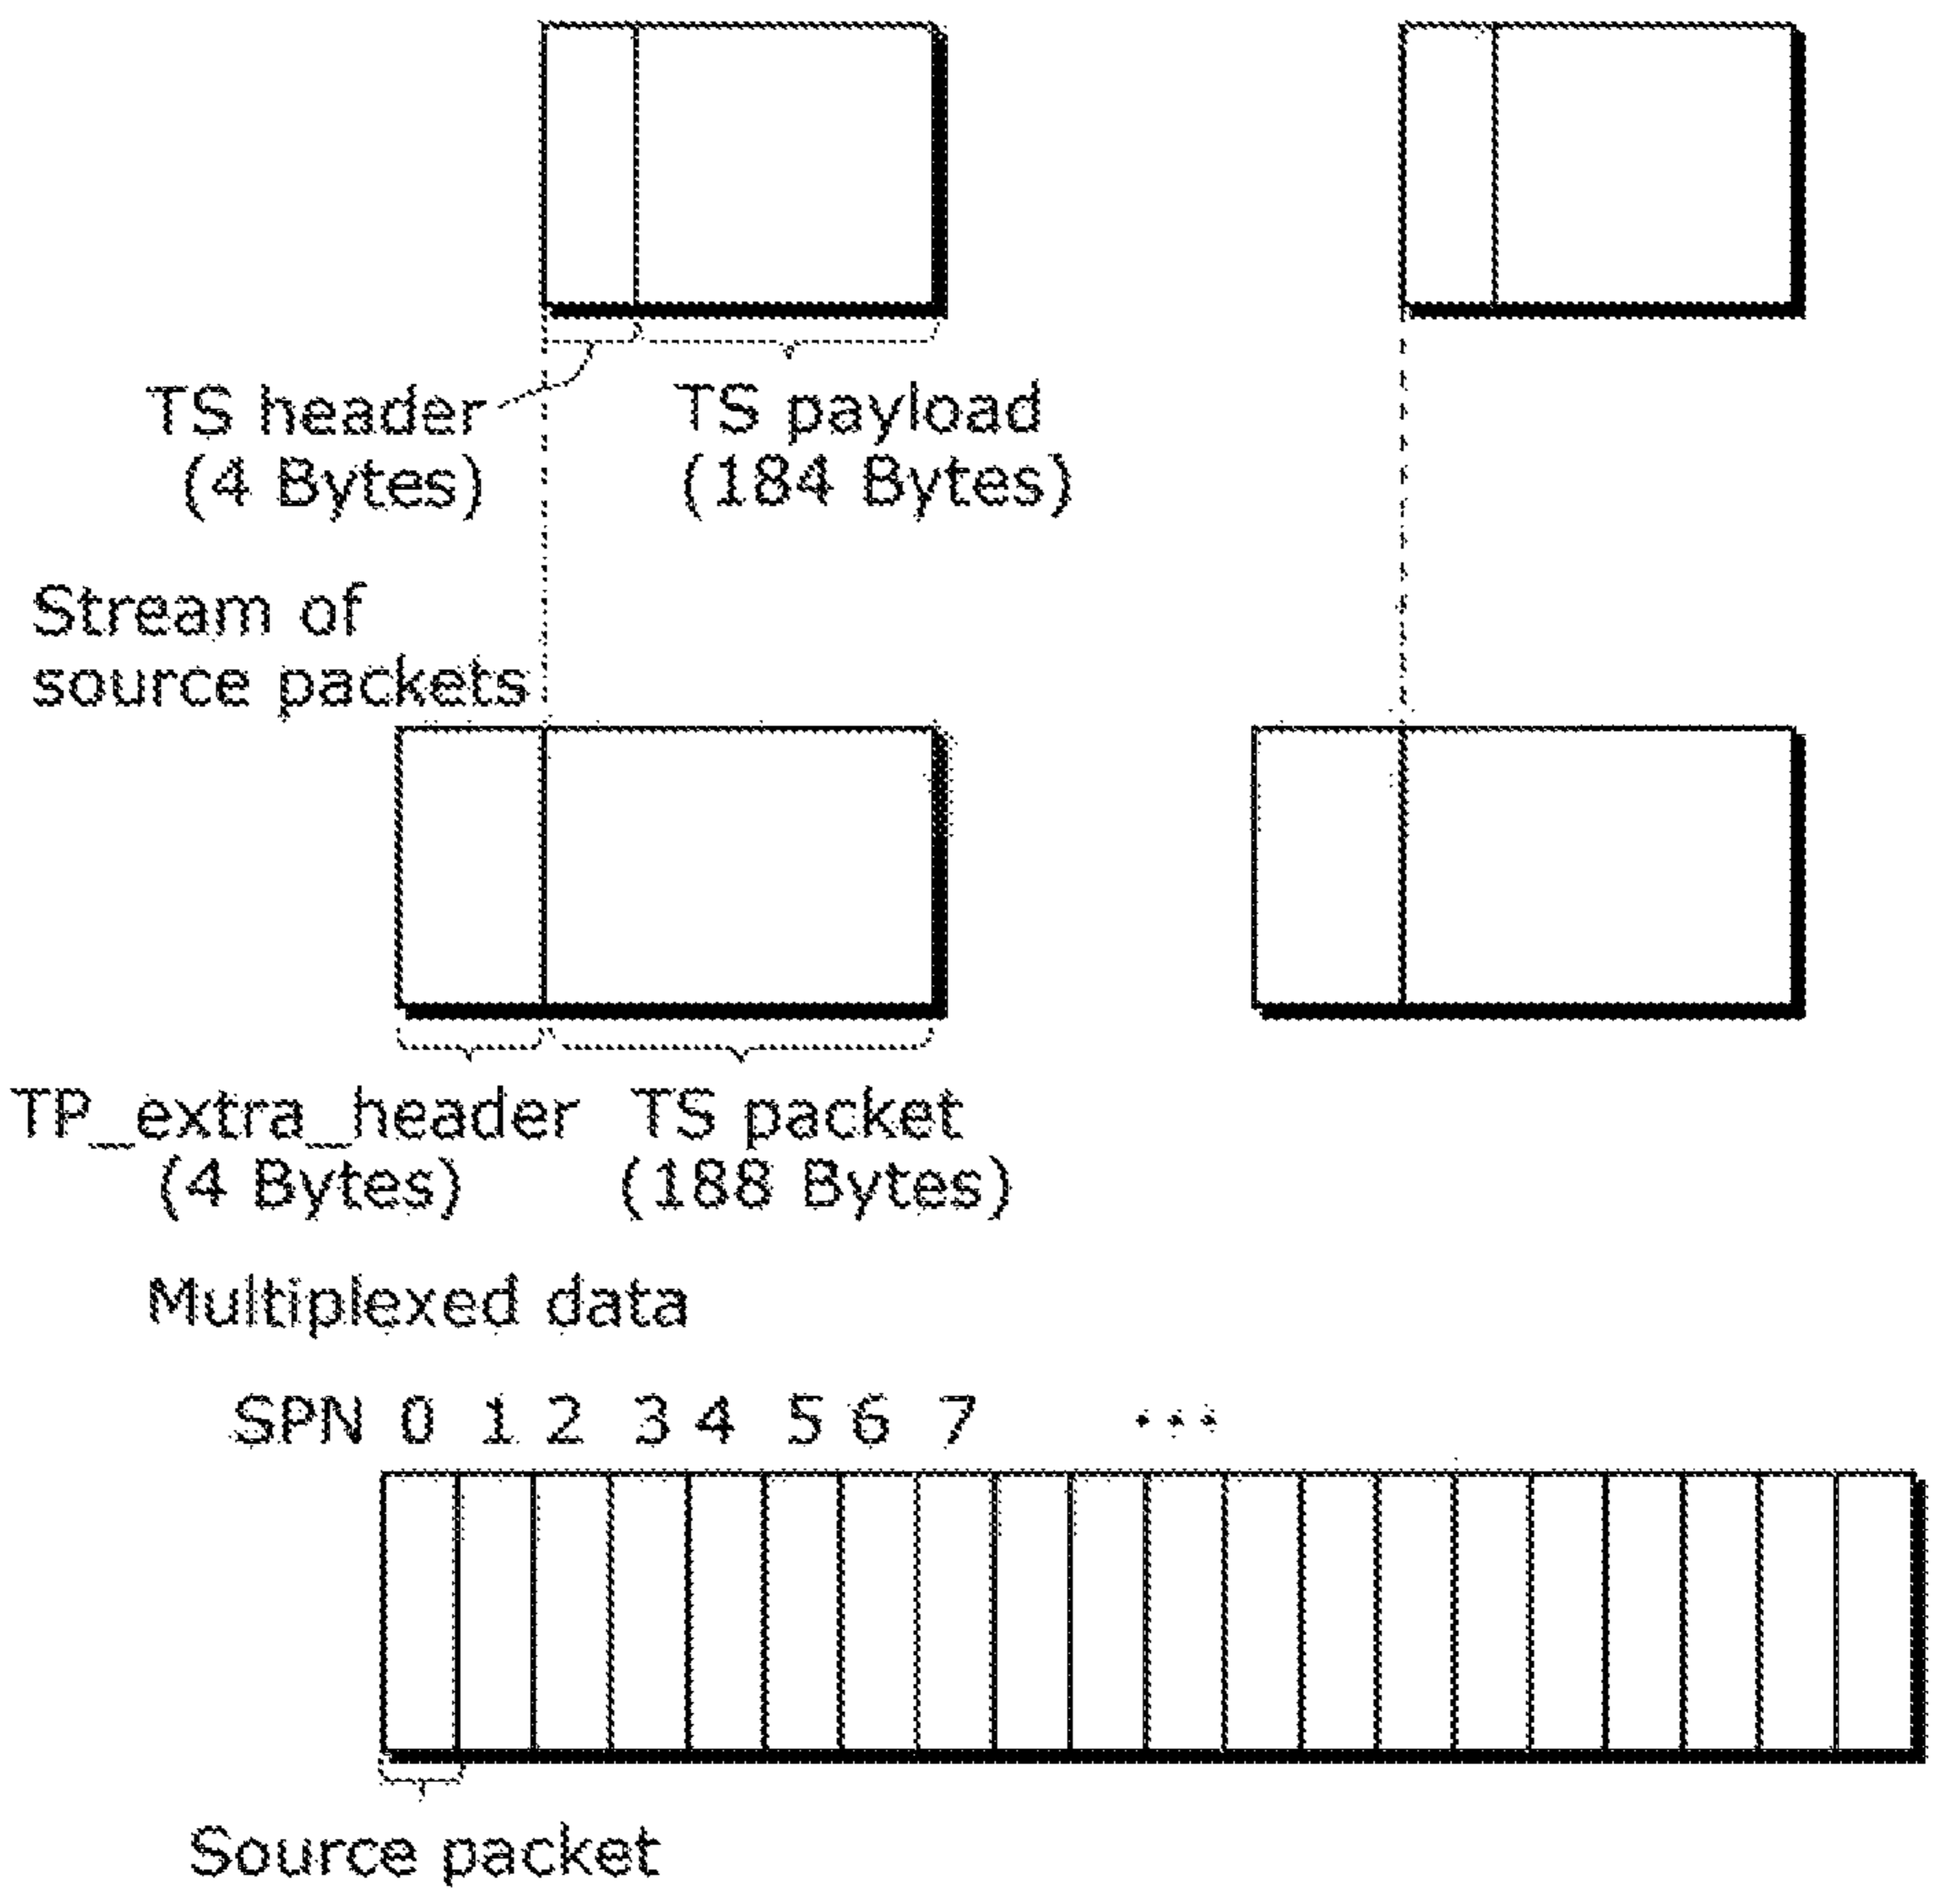 TS header
(4 Bytes)
TS payload
(184 Bytes)
Stream of
source packets
TP_extra_header
(4 Bytes)
TS packet
(188 Bytes)
Multiplexed data
SPN 0 1 2 3 4 5 6 7 ...
Source packet